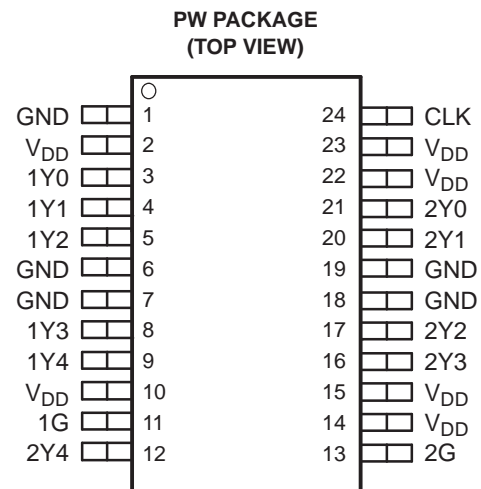 PW PACKAGE
(TOP VIEW)
GND 1 24 CLK
VDD 2 23 VDD
1Y0 3 22 VDD
1Y1 4 21 2Y0
1Y2 5 20 2Y1
GND 6 19 GND
GND 7 18 GND
1Y3 8 17 2Y2
1Y4 9 16 2Y3
VDD 10 15 VDD
1G 11 14 VDD
2Y4 12 13 2G